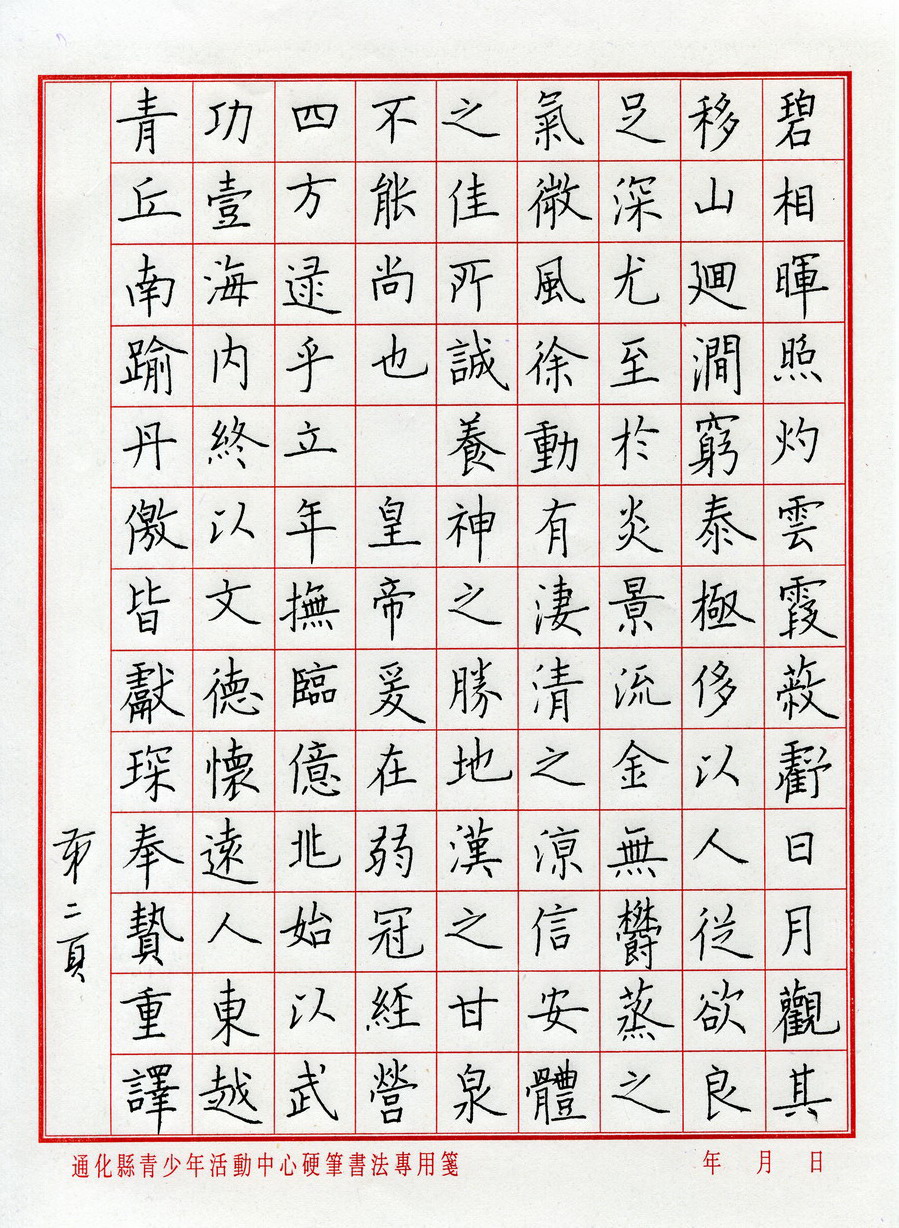 碧相暉照灼雲霞蔽虧日月觀其
移山廻澗窮泰極侈以人從欲良
足深尤至於炎景流金無欝蒸之
氣微風徐動有淒清之涼信安體
之佳所誠養神之勝地漢之甘泉
不能尚也 皇帝爰在弱冠經營
四方逮乎立年撫臨億兆始以武
功壹海內終以文德懷遠人東越
青丘南踰丹儌皆獻琛奉贄重譯
第二頁
通化縣青少年活動中心硬筆書法專用箋
年 月 日